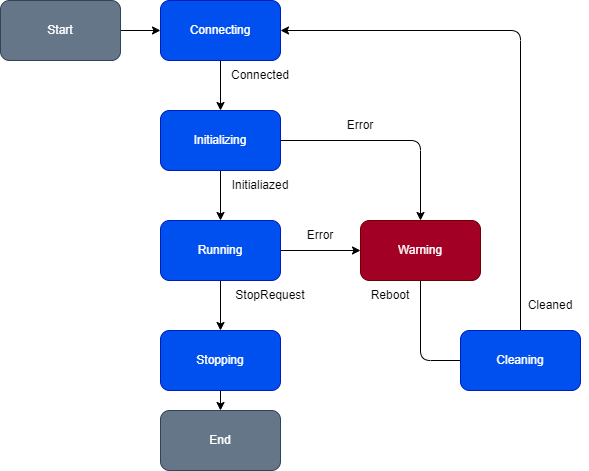 Start
Connecting
Connected
Initializing
Error
Initialiazed
Running
Error
Warning
StopRequest
Reboot
Cleaned
Stopping
Cleaning
End